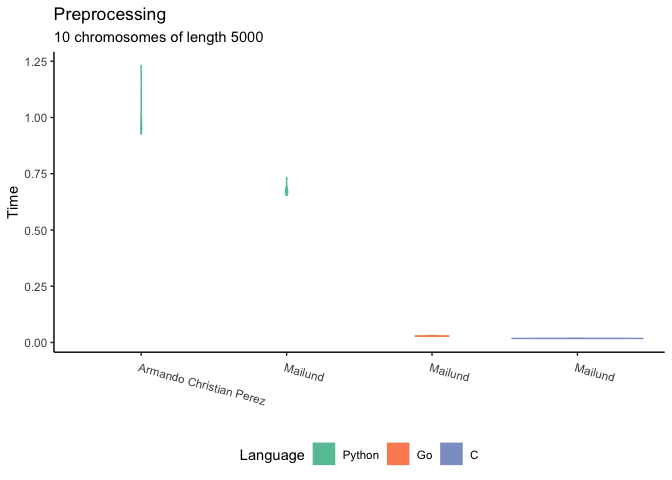 Preprocessing
10 chromosomes of length 5000
1.25
1.00
0.75
0.50
0.25
0.00
Time
Armando Christian Perez
Mailund
Mailund
Mailund
Language Python Go C